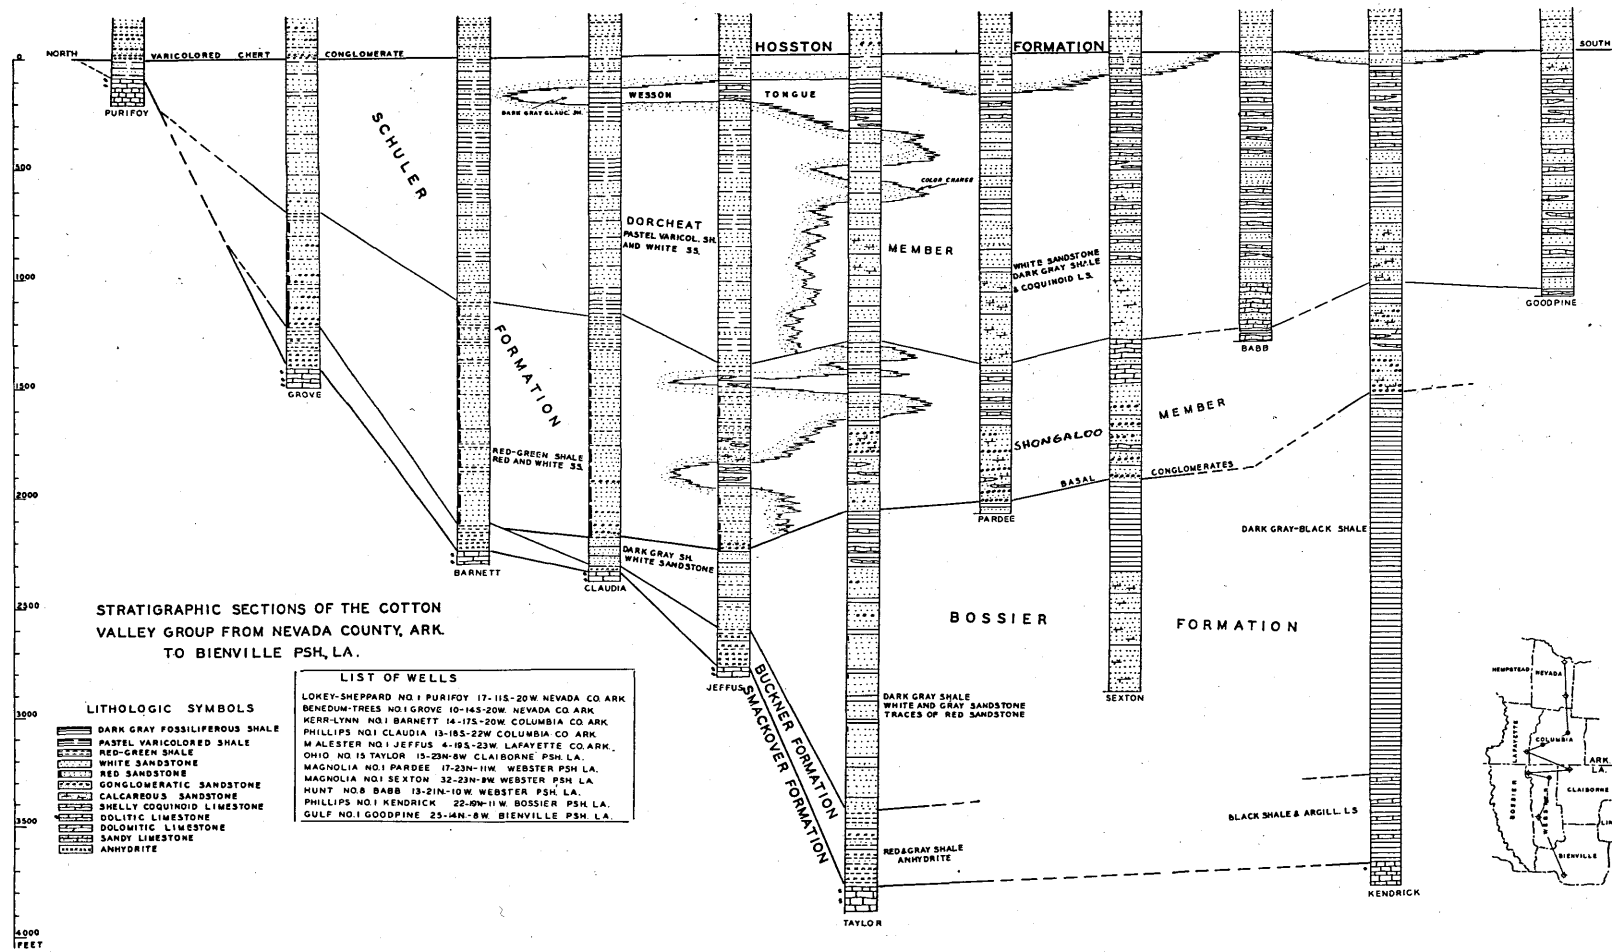 NORTH
VARICOLORED CHERT CONGLOMERATE
HOSSTON FORMATION
SOUTH
0
500
1000
1500
2000
2500
3000
3500
4000
FEET
PURIFOY
GROVE
BARNETT
CLAUDIA
JEFFUS
TAYLOR
PARDEE
SEXTON
BABB
KENDRICK
GOODPINE
SCHULER
FORMATION
WESSON TONGUE
DARK GRAY GLAUC. SH.
COLOR CHANGE
DORCHEAT
PASTEL VARICOL. SH.
AND WHITE SS.
MEMBER
WHITE SANDSTONE
DARK GRAY SHALE
& COQUINOID L.S.
RED-GREEN SHALE
RED AND WHITE SS.
SHONGALOO
MEMBER
BASAL CONGLOMERATES
DARK GRAY SH.
WHITE SANDSTONE
DARK GRAY-BLACK SHALE
BOSSIER FORMATION
BUCKNER FORMATION
SMACKOVER FORMATION
DARK GRAY SHALE
WHITE AND GRAY SANDSTONE
TRACES OF RED SANDSTONE
BLACK SHALE & ARGILL. L.S
RED & GRAY SHALE
ANHYDRITE
STRATIGRAPHIC SECTIONS OF THE COTTON
VALLEY GROUP FROM NEVADA COUNTY, ARK.
TO BIENVILLE PSH., LA.
LITHOLOGIC SYMBOLS
DARK GRAY FOSSILIFEROUS SHALE
PASTEL VARICOLORED SHALE
RED-GREEN SHALE
WHITE SANDSTONE
RED SANDSTONE
GONGLOMERATIC SANDSTONE
CALCAREOUS SANDSTONE
SHELLY COQUINOID LIMESTONE
OOLITIC LIMESTONE
DOLOMITIC LIMESTONE
SANDY LIMESTONE
ANHYDRITE
LIST OF WELLS
LOKEY-SHEPPARD NO. 1 PURIFOY 17-11S-20W. NEVADA CO. ARK
BENEDUM-TREES NO. 1 GROVE 10-14S-20W. NEVADA CO. ARK
KERR-LYNN NO. 1 BARNETT 14-17S-20W. COLUMBIA CO. ARK
PHILLIPS NO. 1 CLAUDIA 13-18S-22W COLUMBIA CO. ARK
MALESTER NO. 1 JEFFUS 4-19S-23W. LAFAYETTE CO. ARK.
OHIO NO. 15 TAYLOR 15-23N-8W CLAIBORNE PSH. LA.
MAGNOLIA NO. 1 PARDEE 17-23N-11W. WEBSTER PSH LA.
MAGNOLIA NO. 1 SEXTON 32-23N-9W. WEBSTER PSH. LA
HUNT NO. 8 BABB 13-21N-10W. WEBSTER PSH. LA.
PHILLIPS NO. 1 KENDRICK 22-19N-11W. BOSSIER PSH. LA.
GULF NO. 1 GOODPINE 25-14N-8W. BIENVILLE PSH. LA.
HEMPSTEAD
NEVADA
LAFAYETTE
COLUMBIA
ARK.
LA.
CLAIBORNE
BOSSIER
BIENVILLE